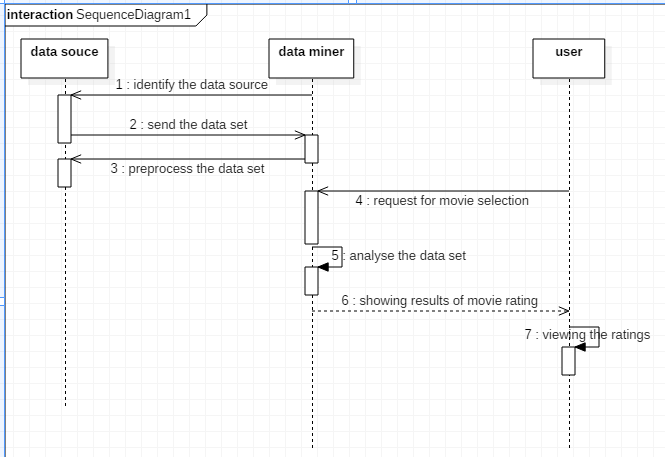 interaction SequenceDiagram1
data souce
data miner
user
1 : identify the data source
2 : send the data set
3 : preprocess the data set
4 : request for movie selection
5 : analyse the data set
6 : showing results of movie rating
7 : viewing the ratings